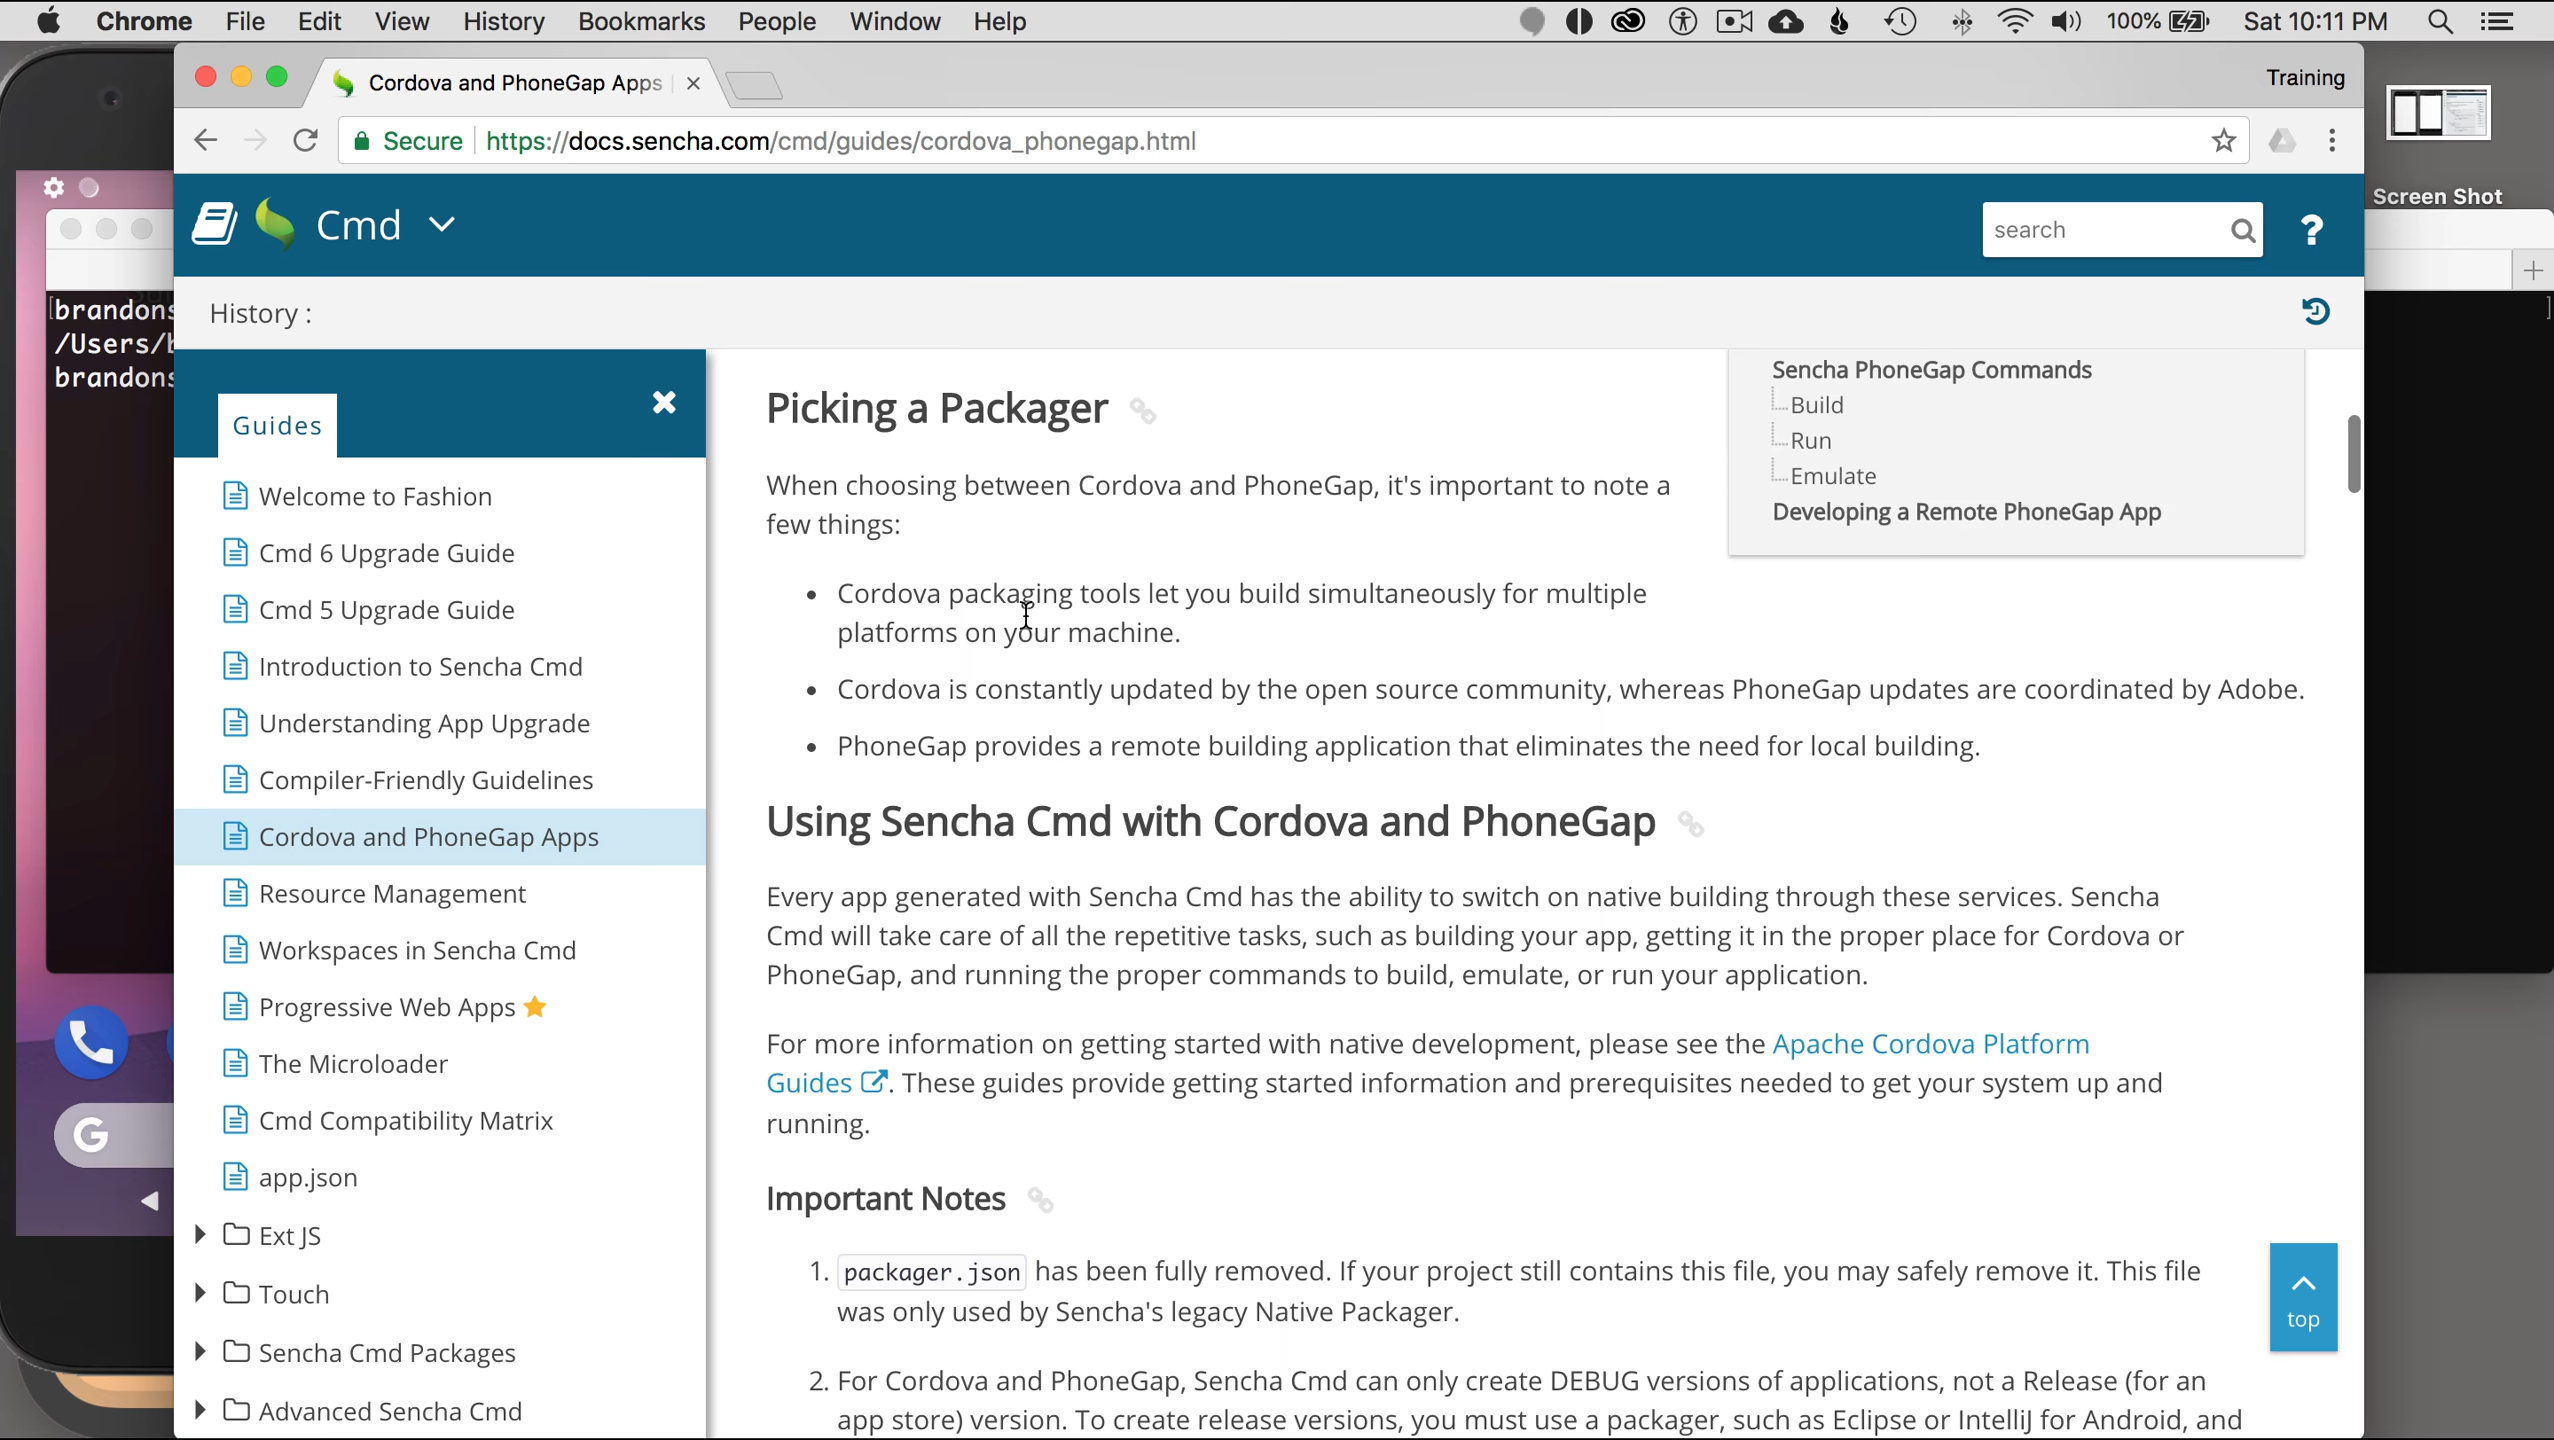 Chrome File Edit View History Bookmarks People Window Help 100% Sat 10:11 PM
Cordova and PhoneGap Apps
Training
Secure https://docs.sencha.com/cmd/guides/cordova_phonegap.html
Screen Shot
Cmd
search
?
History :
[brandons
/Users/b
brandons
Guides
Welcome to Fashion
Cmd 6 Upgrade Guide
Cmd 5 Upgrade Guide
Introduction to Sencha Cmd
Understanding App Upgrade
Compiler-Friendly Guidelines
Cordova and PhoneGap Apps
Resource Management
Workspaces in Sencha Cmd
Progressive Web Apps
The Microloader
Cmd Compatibility Matrix
app.json
Ext JS
Touch
Sencha Cmd Packages
Advanced Sencha Cmd
Sencha PhoneGap Commands
Build
Run
Emulate
Developing a Remote PhoneGap App
Picking a Packager
When choosing between Cordova and PhoneGap, it's important to note a
few things:
• Cordova packaging tools let you build simultaneously for multiple
platforms on your machine.
• Cordova is constantly updated by the open source community, whereas PhoneGap updates are coordinated by Adobe.
• PhoneGap provides a remote building application that eliminates the need for local building.
Using Sencha Cmd with Cordova and PhoneGap
Every app generated with Sencha Cmd has the ability to switch on native building through these services. Sencha
Cmd will take care of all the repetitive tasks, such as building your app, getting it in the proper place for Cordova or
PhoneGap, and running the proper commands to build, emulate, or run your application.
For more information on getting started with native development, please see the Apache Cordova Platform
Guides. These guides provide getting started information and prerequisites needed to get your system up and
running.
Important Notes
1. packager.json has been fully removed. If your project still contains this file, you may safely remove it. This file
was only used by Sencha's legacy Native Packager.
2. For Cordova and PhoneGap, Sencha Cmd can only create DEBUG versions of applications, not a Release (for an
app store) version. To create release versions, you must use a packager, such as Eclipse or IntelliJ for Android, and
top
G